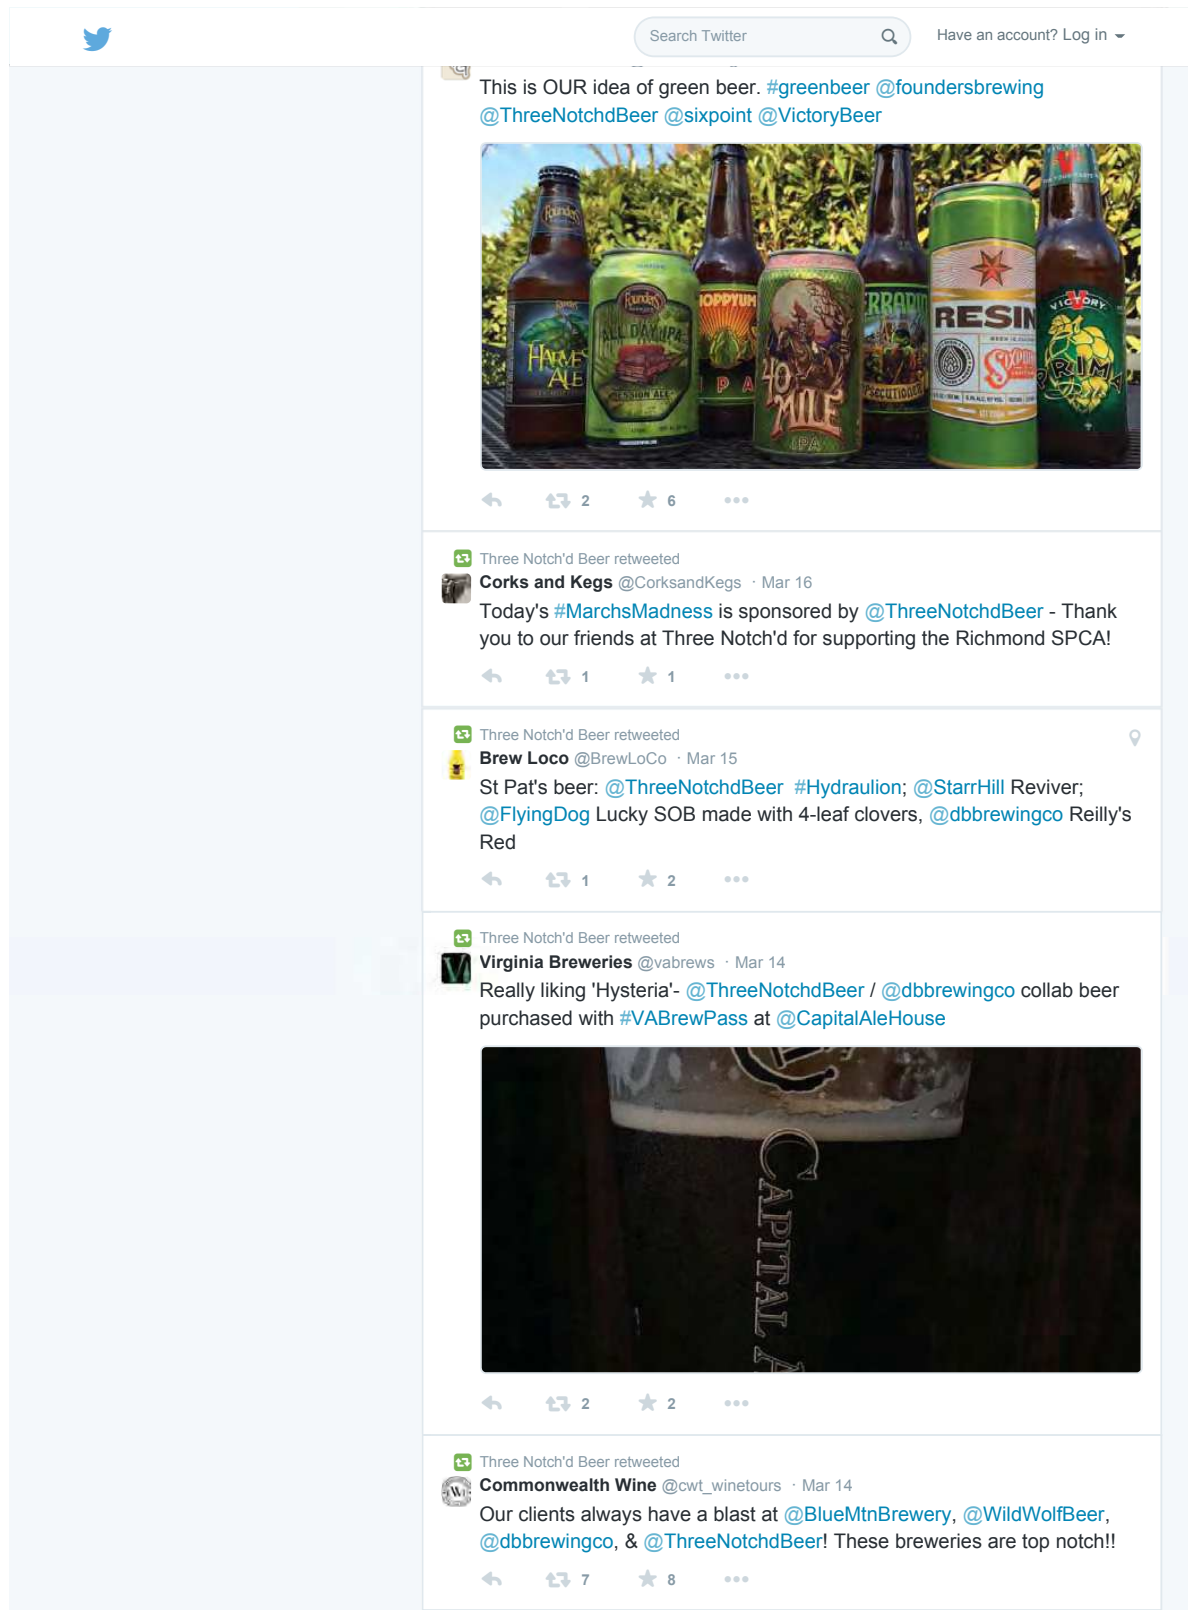 Search Twitter
Have an account? Log in
This is OUR idea of green beer. #greenbeer @foundersbrewing
@ThreeNotchdBeer @sixpoint @VictoryBeer
Founders
HARVES
ALE
Founders
ALL DAY IPA
SESSION ALE
HOPPYUM
IPA
40
MILE
IPA
ERRAPI
SECUTION
RESIN
SIXPOI
VICTORY
PRIMA
2
6
Three Notch'd Beer retweeted
Corks and Kegs @CorksandKegs · Mar 16
Today's #MarchsMadness is sponsored by @ThreeNotchdBeer - Thank
you to our friends at Three Notch'd for supporting the Richmond SPCA!
1
1
Three Notch'd Beer retweeted
Brew Loco @BrewLoCo · Mar 15
St Pat's beer: @ThreeNotchdBeer #Hydraulion; @StarrHill Reviver;
@FlyingDog Lucky SOB made with 4-leaf clovers, @dbbrewingco Reilly's
Red
1
2
Three Notch'd Beer retweeted
Virginia Breweries @vabrews · Mar 14
Really liking 'Hysteria'- @ThreeNotchdBeer / @dbbrewingco collab beer
purchased with #VABrewPass at @CapitalAleHouse
CAPITAL A
2
2
Three Notch'd Beer retweeted
Commonwealth Wine @cwt_winetours · Mar 14
Our clients always have a blast at @BlueMtnBrewery, @WildWolfBeer,
@dbbrewingco, & @ThreeNotchdBeer! These breweries are top notch!!
7
8